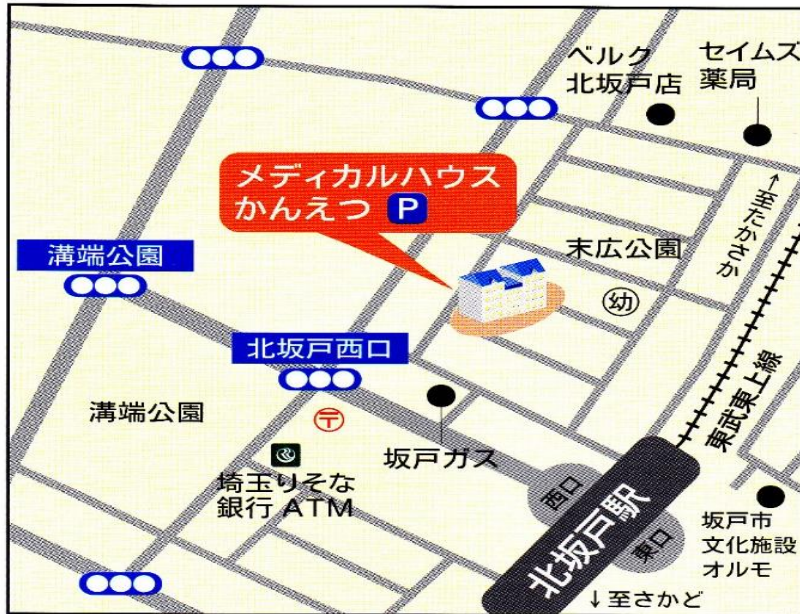 ベルク
北坂戸店
セイムズ
薬局
メディカルハウス
かんえつ P
↑至たかさか
末広公園
溝端公園
幼
北坂戸西口
東武東上線
溝端公園
〒
坂戸ガス
埼玉りそな
銀行 ATM
西口
北坂戸駅
東口
坂戸市
文化施設
オルモ
↓至さかど